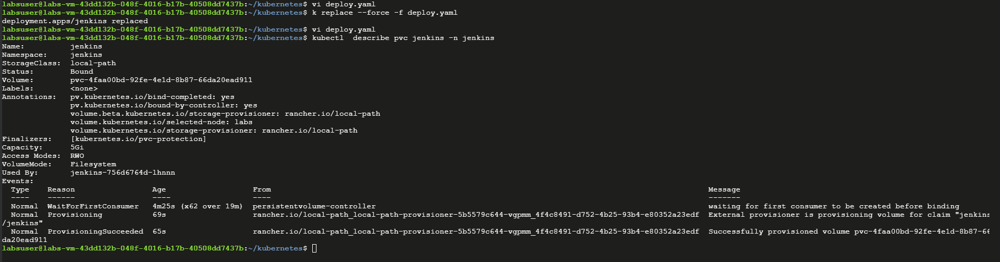 labsuser@labs-vm-43dd132b-048f-4016-b17b-40508dd7437b:~/kubernetes$ vi deploy.yaml
labsuser@labs-vm-43dd132b-048f-4016-b17b-40508dd7437b:~/kubernetes$ k replace --force -f deploy.yaml
deployment.apps/jenkins replaced
labsuser@labs-vm-43dd132b-048f-4016-b17b-40508dd7437b:~/kubernetes$ vi deploy.yaml
labsuser@labs-vm-43dd132b-048f-4016-b17b-40508dd7437b:~/kubernetes$ kubectl  describe pvc jenkins -n jenkins
Name:          jenkins
Namespace:     jenkins
StorageClass:  local-path
Status:        Bound
Volume:        pvc-4faa00bd-92fe-4e1d-8b87-66da20ead911
Labels:        <none>
Annotations:   pv.kubernetes.io/bind-completed: yes
               pv.kubernetes.io/bound-by-controller: yes
               volume.beta.kubernetes.io/storage-provisioner: rancher.io/local-path
               volume.kubernetes.io/selected-node: labs
               volume.kubernetes.io/storage-provisioner: rancher.io/local-path
Finalizers:    [kubernetes.io/pvc-protection]
Capacity:      5Gi
Access Modes:  RWO
VolumeMode:    Filesystem
Used By:       jenkins-756d6764d-lhnnn
Events:
  Type    Reason                 Age                   From                                                                                                Message
  ----    ------                 ----                  ----                                                                                                -------
  Normal  WaitForFirstConsumer   4m25s (x62 over 19m)  persistentvolume-controller                                                                         waiting for first consumer to be created before binding
  Normal  Provisioning           69s                   rancher.io/local-path_local-path-provisioner-5b5579c644-vgpmm_4f4c8491-d752-4b25-93b4-e80352a23edf  External provisioner is provisioning volume for claim "jenkins
/jenkins"
  Normal  ProvisioningSucceeded  65s                   rancher.io/local-path_local-path-provisioner-5b5579c644-vgpmm_4f4c8491-d752-4b25-93b4-e80352a23edf  Successfully provisioned volume pvc-4faa00bd-92fe-4e1d-8b87-66
da20ead911
labsuser@labs-vm-43dd132b-048f-4016-b17b-40508dd7437b:~/kubernetes$